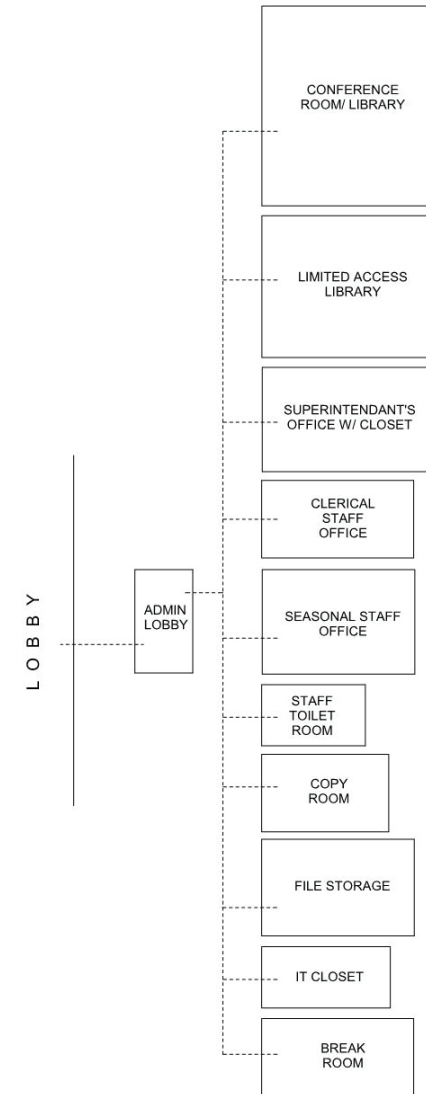 CONFERENCE
ROOM/ LIBRARY
LIMITED ACCESS
LIBRARY
SUPERINTENDANT'S
OFFICE W/ CLOSET
CLERICAL
STAFF
OFFICE
LOBBY
ADMIN
LOBBY
SEASONAL STAFF
OFFICE
STAFF
TOILET
ROOM
COPY
ROOM
FILE STORAGE
IT CLOSET
BREAK
ROOM